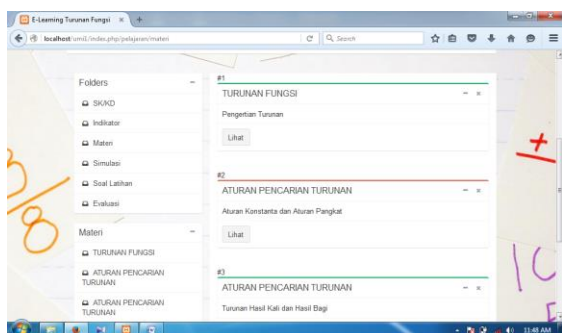 E-Learning Turunan Fungsi
localhost/umil/index.php/pelajaran/materi
Search
Folders
SK/KD
Indikator
Materi
Simulasi
Soal Latihan
Evaluasi
Materi
TURUNAN FUNGSI
ATURAN PENCARIAN
TURUNAN
ATURAN PENCARIAN
TURUNAN
#1
TURUNAN FUNGSI
Pengertian Turunan
Lihat
#2
ATURAN PENCARIAN TURUNAN
Aturan Konstanta dan Aturan Pangkat
Lihat
#3
ATURAN PENCARIAN TURUNAN
Turunan Hasil Kali dan Hasil Bagi
8
+
11:48 AM